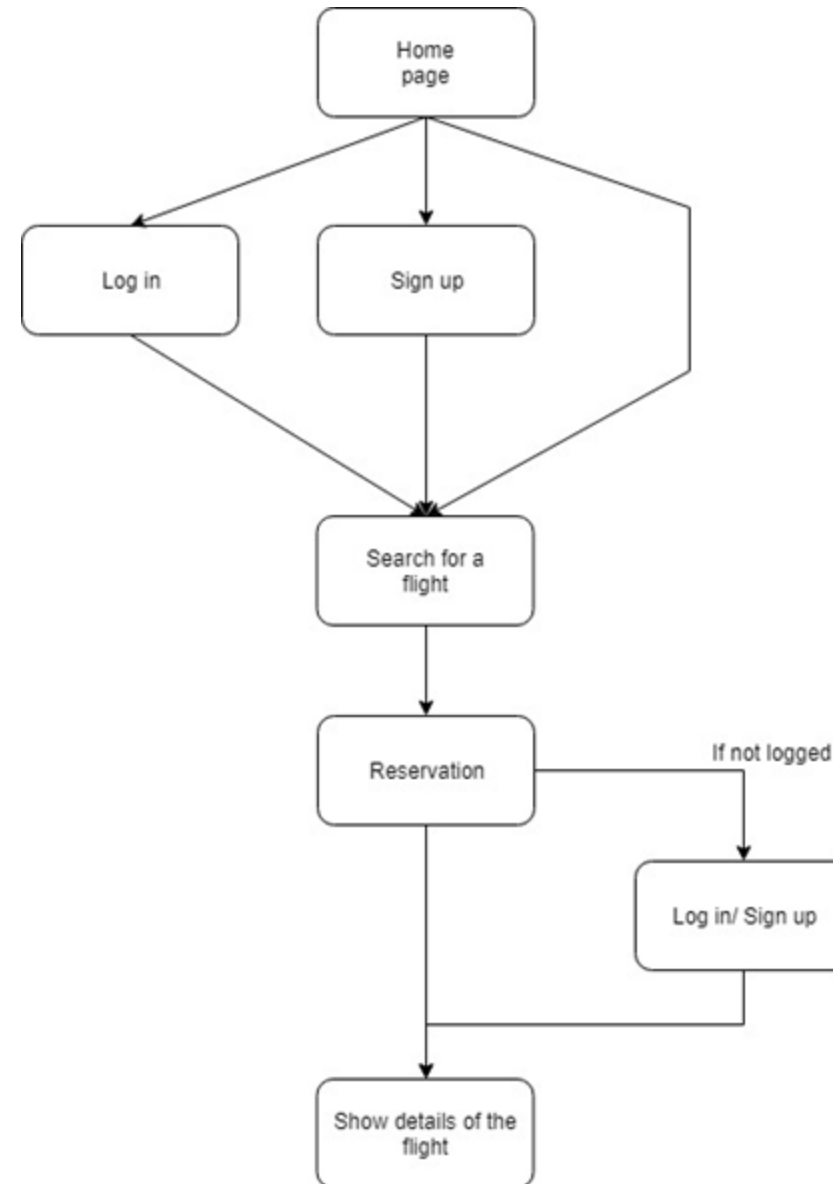 Home
page
Log in
Sign up
Search for a
flight
Reservation
If not logged
Log in/ Sign up
Show details of the
flight